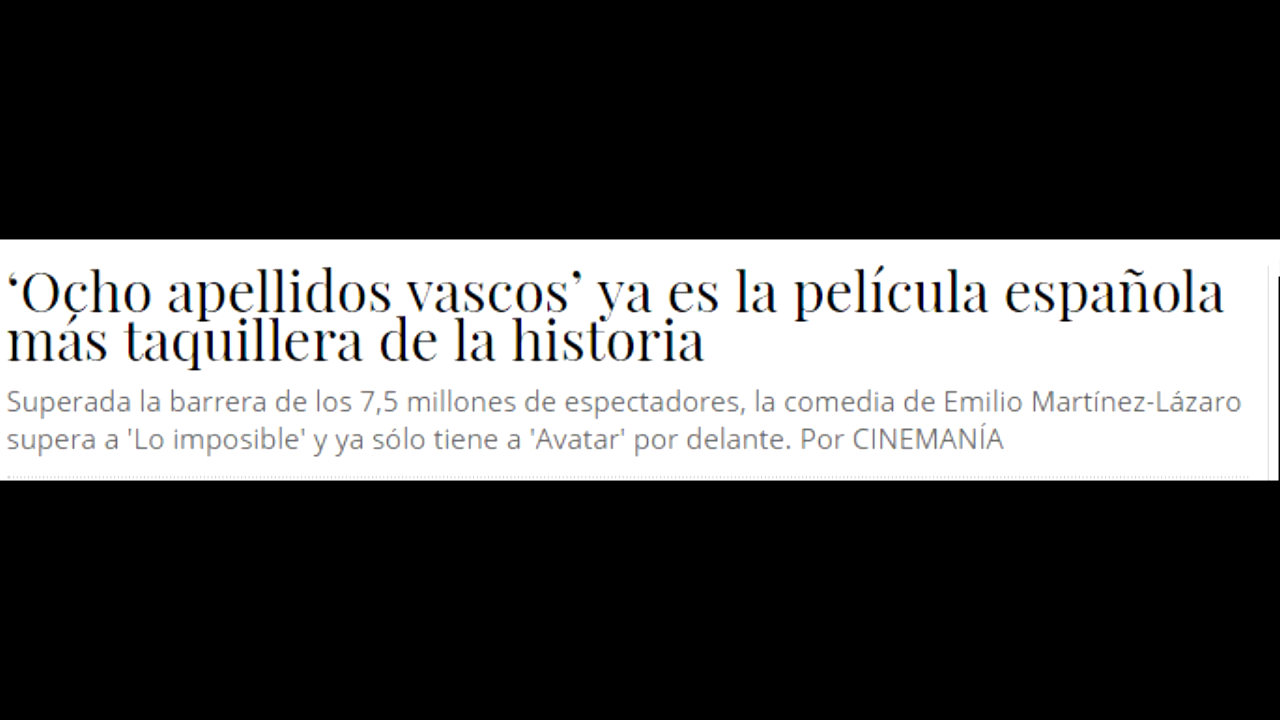 ‘Ocho apellidos vascos’ ya es la película española
más taquillera de la historia
Superada la barrera de los 7,5 millones de espectadores, la comedia de Emilio Martínez-Lázaro
supera a 'Lo imposible' y ya sólo tiene a 'Avatar' por delante. Por CINEMANÍA